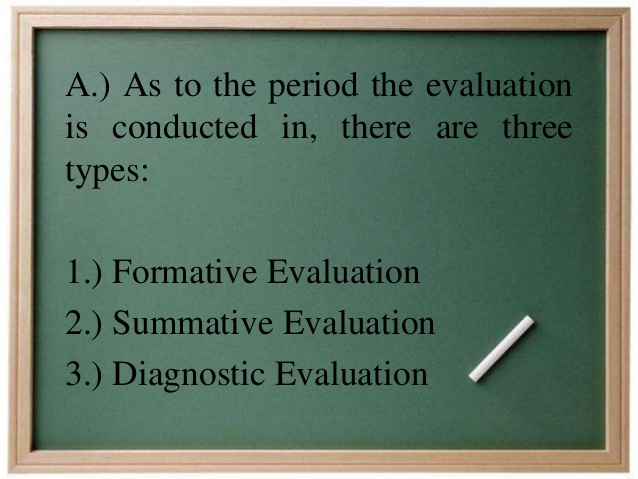 A.) As to the period the evaluation
is conducted in, there are three
types:
1.) Formative Evaluation
2.) Summative Evaluation
3.) Diagnostic Evaluation